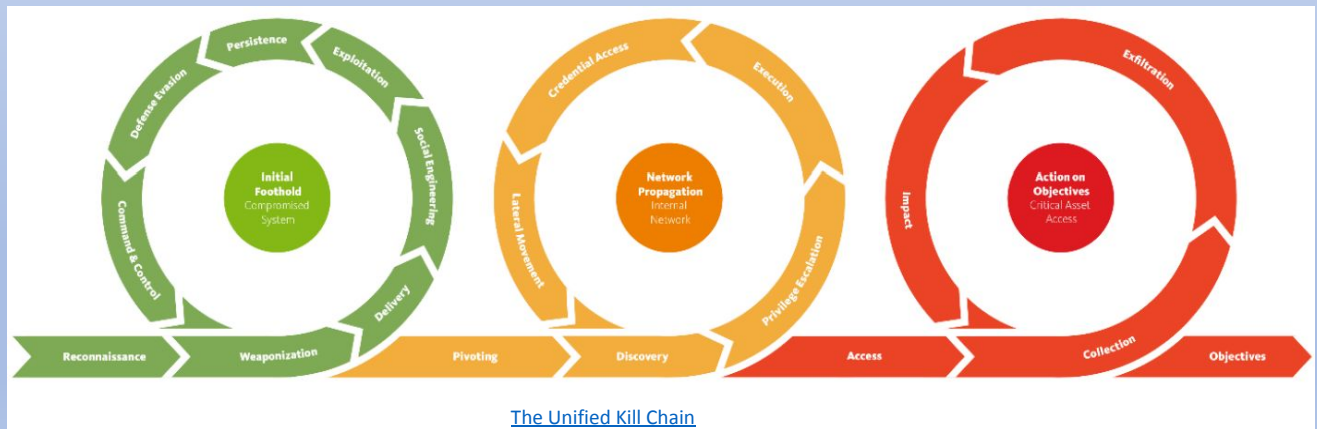 Reconnaissance
Weaponization
Delivery
Social Engineering
Exploitation
Persistence
Defense Evasion
Command & Control
Initial
Foothold
Compromised
System
Pivoting
Discovery
Privilege Escalation
Execution
Credential Access
Lateral Movement
Network
Propagation
Internal
Network
Access
Collection
Exfiltration
Impact
Action on
Objectives
Critical Asset
Access
Objectives
The Unified Kill Chain